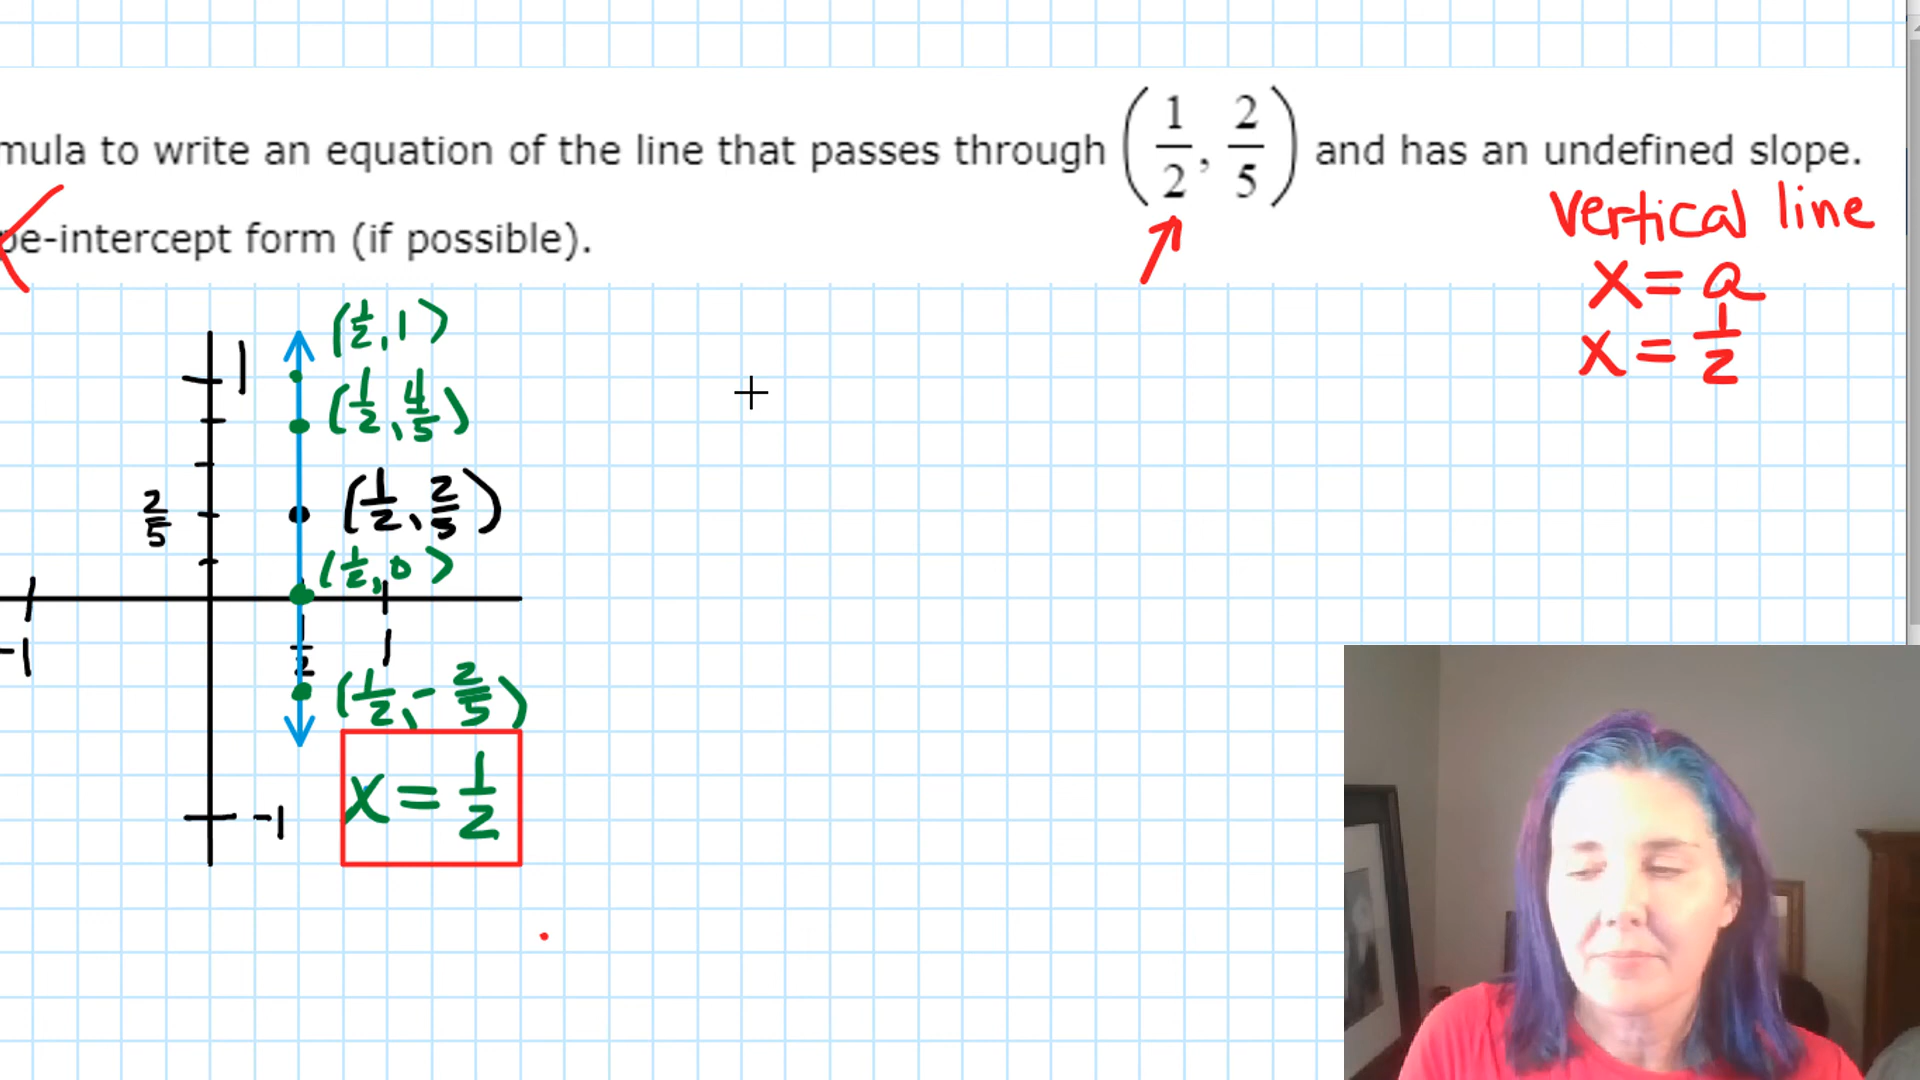 mula to write an equation of the line that passes through (1/2, 2/5) and has an undefined slope.
pe-intercept form (if possible).
vertical line
x = a
x = 1/2
(1/2, 1)
1
(1/2, 4/5)
2/5
(1/2, 2/5)
(1/2, 0)
-1
1/2
1
(1/2, -2/5)
x = 1/2
-1